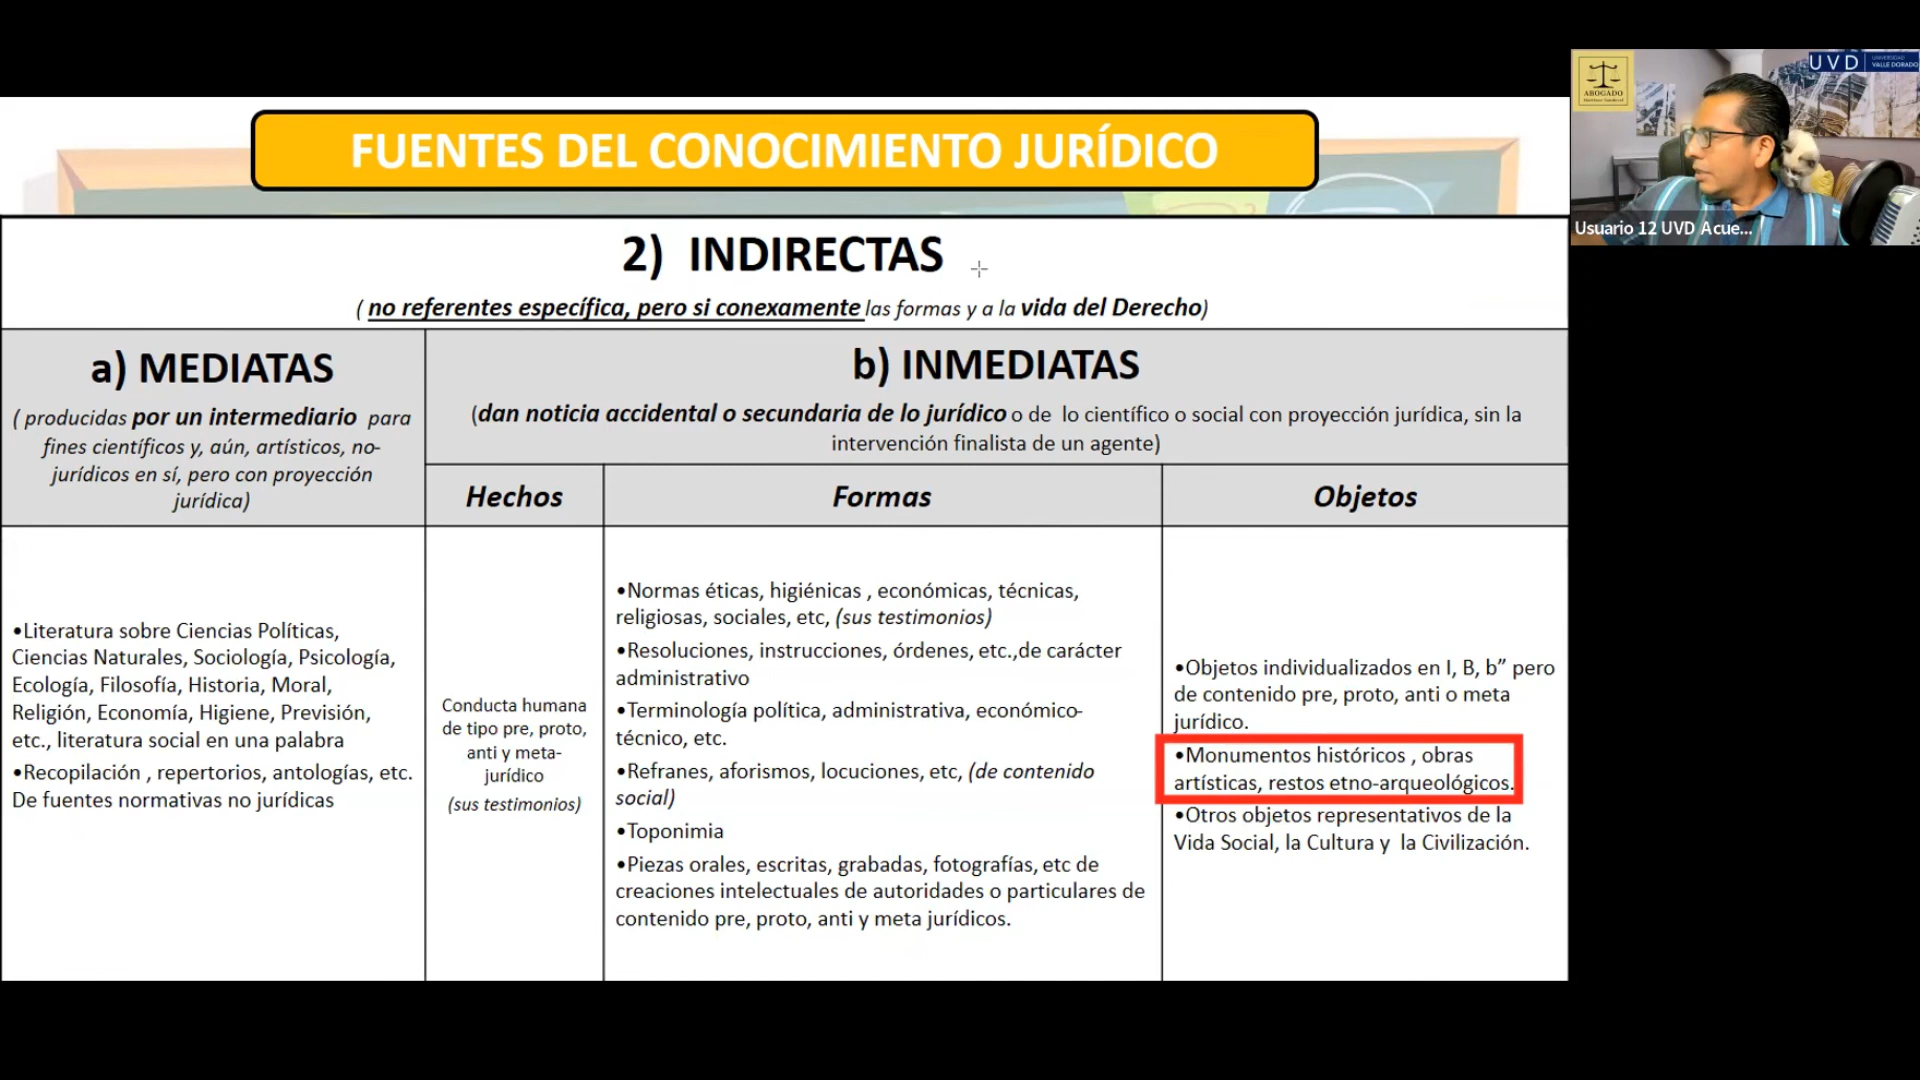 FUENTES DEL CONOCIMIENTO JURÍDICO
2) INDIRECTAS
( no referentes específica, pero si conexamente las formas y a la vida del Derecho)
a) MEDIATAS
( producidas por un intermediario para
fines científicos y, aún, artísticos, no-
jurídicos en sí, pero con proyección
jurídica)
b) INMEDIATAS
(dan noticia accidental o secundaria de lo jurídico o de lo científico o social con proyección jurídica, sin la
intervención finalista de un agente)
Hechos
Formas
Objetos
•Literatura sobre Ciencias Políticas,
Ciencias Naturales, Sociología, Psicología,
Ecología, Filosofía, Historia, Moral,
Religión, Economía, Higiene, Previsión,
etc., literatura social en una palabra
•Recopilación , repertorios, antologías, etc.
De fuentes normativas no jurídicas
Conducta humana
de tipo pre, proto,
anti y meta-
jurídico
(sus testimonios)
•Normas éticas, higiénicas , económicas, técnicas,
religiosas, sociales, etc, (sus testimonios)
•Resoluciones, instrucciones, órdenes, etc.,de carácter
administrativo
•Terminología política, administrativa, económico-
técnico, etc.
•Refranes, aforismos, locuciones, etc, (de contenido
social)
•Toponimia
•Piezas orales, escritas, grabadas, fotografías, etc de
creaciones intelectuales de autoridades o particulares de
contenido pre, proto, anti y meta jurídicos.
•Objetos individualizados en I, B, b” pero
de contenido pre, proto, anti o meta
jurídico.
•Monumentos históricos , obras
artísticas, restos etno-arqueológicos.
•Otros objetos representativos de la
Vida Social, la Cultura y la Civilización.
ABOGADO
UVD
UNIVERSIDAD
VALLE DORADO
Usuario 12 UVD Acue...